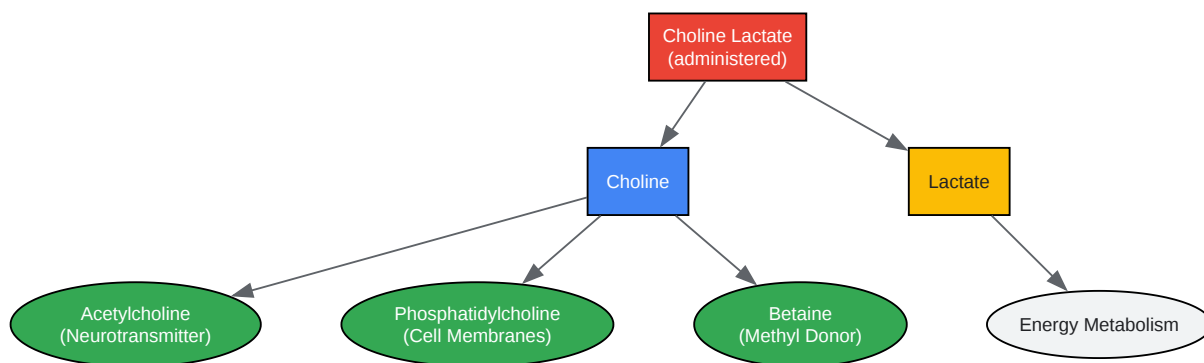 Choline Lactate
(administered)
Choline
Lactate
Acetylcholine
(Neurotransmitter)
Phosphatidylcholine
(Cell Membranes)
Betaine
(Methyl Donor)
Energy Metabolism